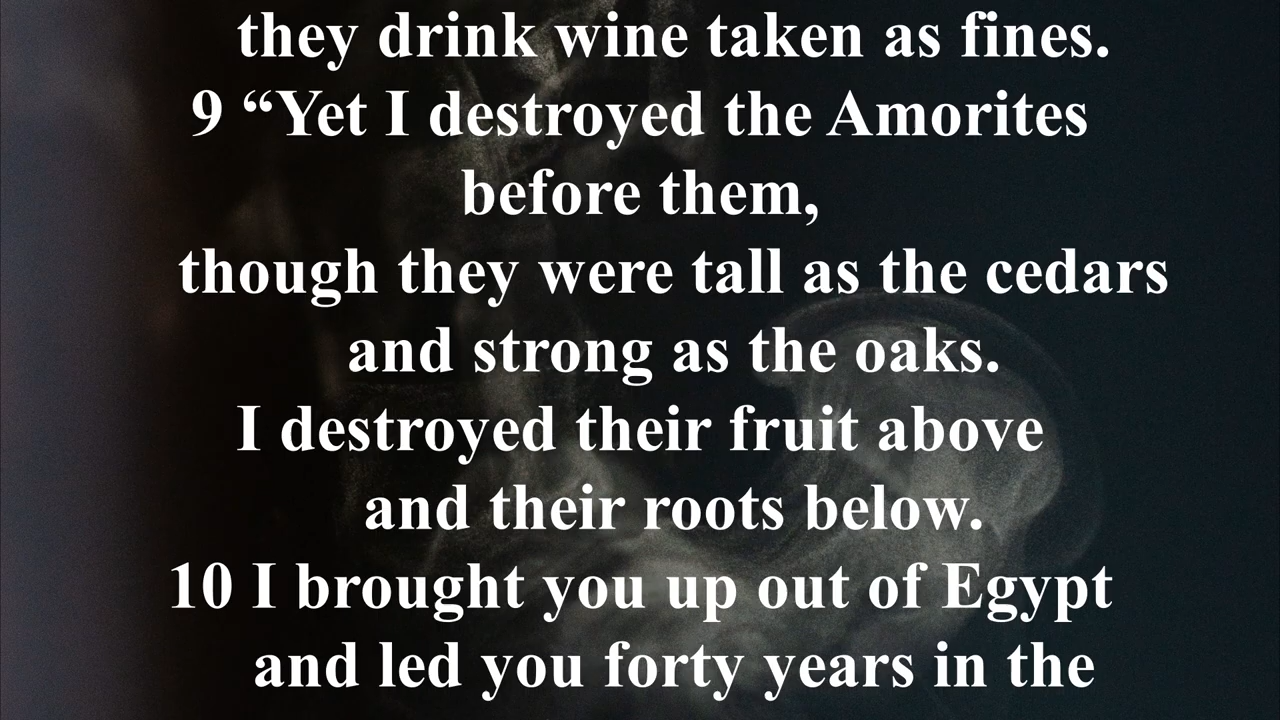 they drink wine taken as fines.
9 “Yet I destroyed the Amorites
before them,
though they were tall as the cedars
and strong as the oaks.
I destroyed their fruit above
and their roots below.
10 I brought you up out of Egypt
and led you forty years in the